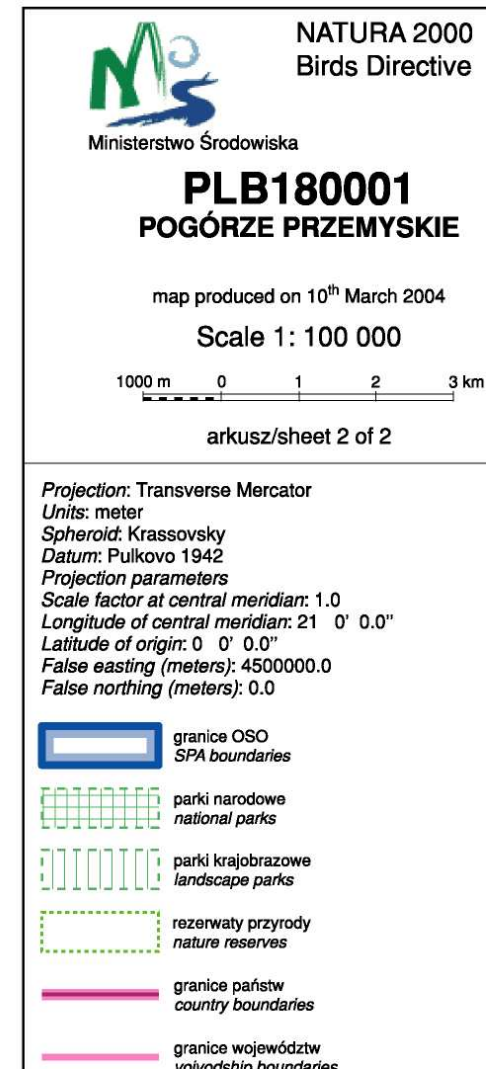 NATURA 2000
Birds Directive
Ministerstwo Środowiska
PLB180001
POGÓRZE PRZEMYSKIE
map produced on 10th March 2004
Scale 1: 100 000
1000 m 0 1 2 3 km
arkusz/sheet 2 of 2
Projection: Transverse Mercator
Units: meter
Spheroid: Krassovsky
Datum: Pulkovo 1942
Projection parameters
Scale factor at central meridian: 1.0
Longitude of central meridian: 21 0' 0.0"
Latitude of origin: 0 0' 0.0"
False easting (meters): 4500000.0
False northing (meters): 0.0
granice OSO
SPA boundaries
parki narodowe
national parks
parki krajobrazowe
landscape parks
rezerwaty przyrody
nature reserves
granice państw
country boundaries
granice województw
voivodship boundaries